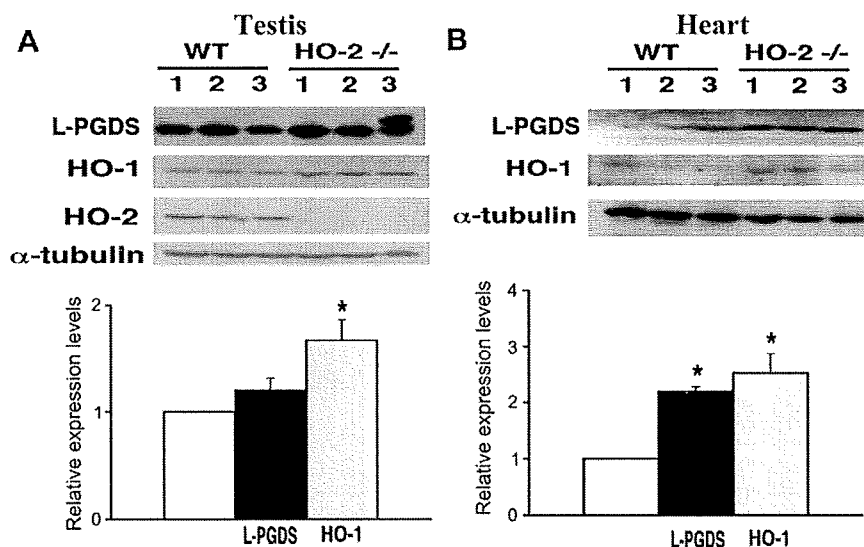 A
Testis
WT HO-2 -/-
1 2 3 1 2 3
L-PGDS
HO-1
HO-2
α-tubulin
Relative expression levels
2
1
0
*
L-PGDS HO-1
B
Heart
WT HO-2 -/-
1 2 3 1 2 3
L-PGDS
HO-1
α-tubulin
Relative expression levels
4
3
2
1
0
*
*
L-PGDS HO-1